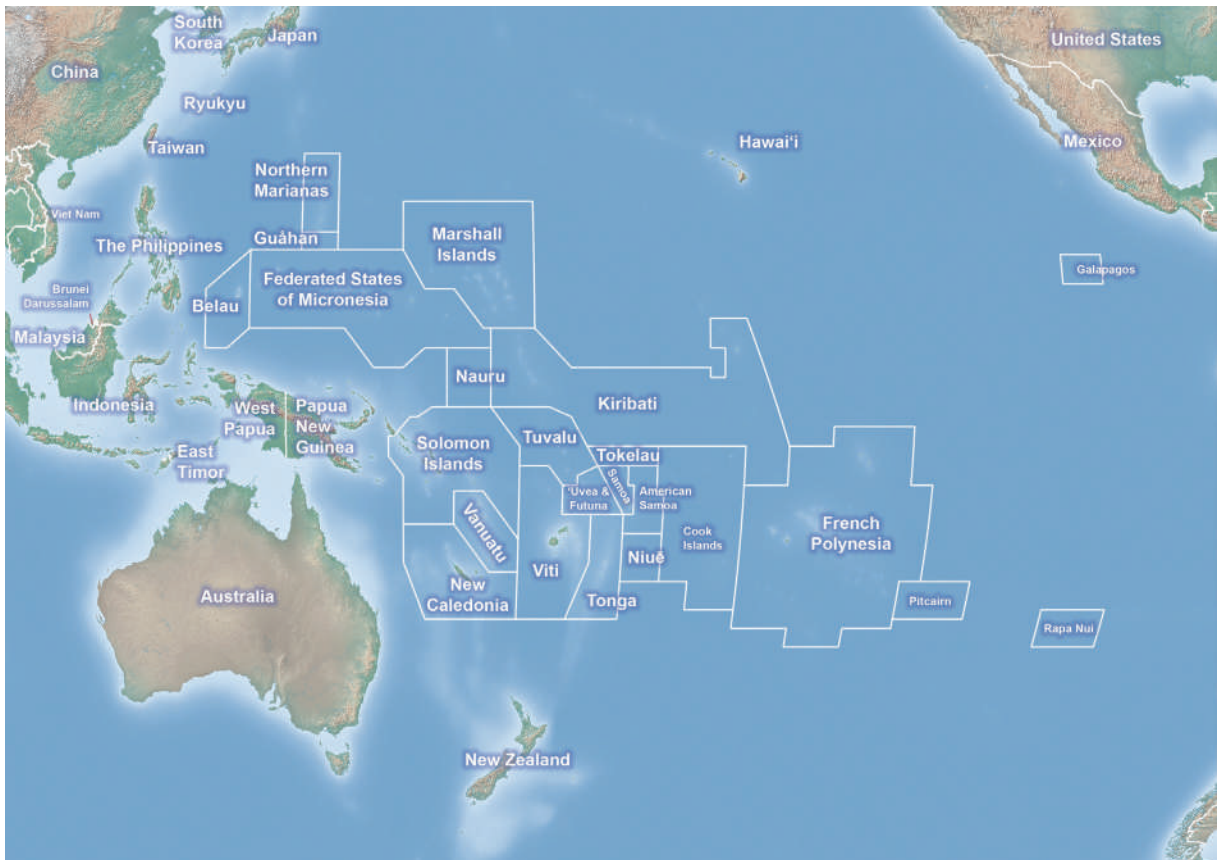 South
Korea
Japan
United States
China
Ryukyu
Taiwan
Hawai‘i
Mexico
Northern
Marianas
Viet Nam
Guåhan
The Philippines
Marshall
Islands
Galapagos
Federated States
of Micronesia
Brunei
Darussalam
Belau
Malaysia
Nauru
Indonesia
West
Papua
Papua
New
Guinea
Kiribati
Solomon
Islands
Tuvalu
Tokelau
East
Timor
Samoa
‘Uvea &
Futuna
American
Samoa
Vanuatu
Cook
Islands
French
Polynesia
Viti
Niuē
Australia
New
Caledonia
Tonga
Pitcairn
Rapa Nui
New Zealand